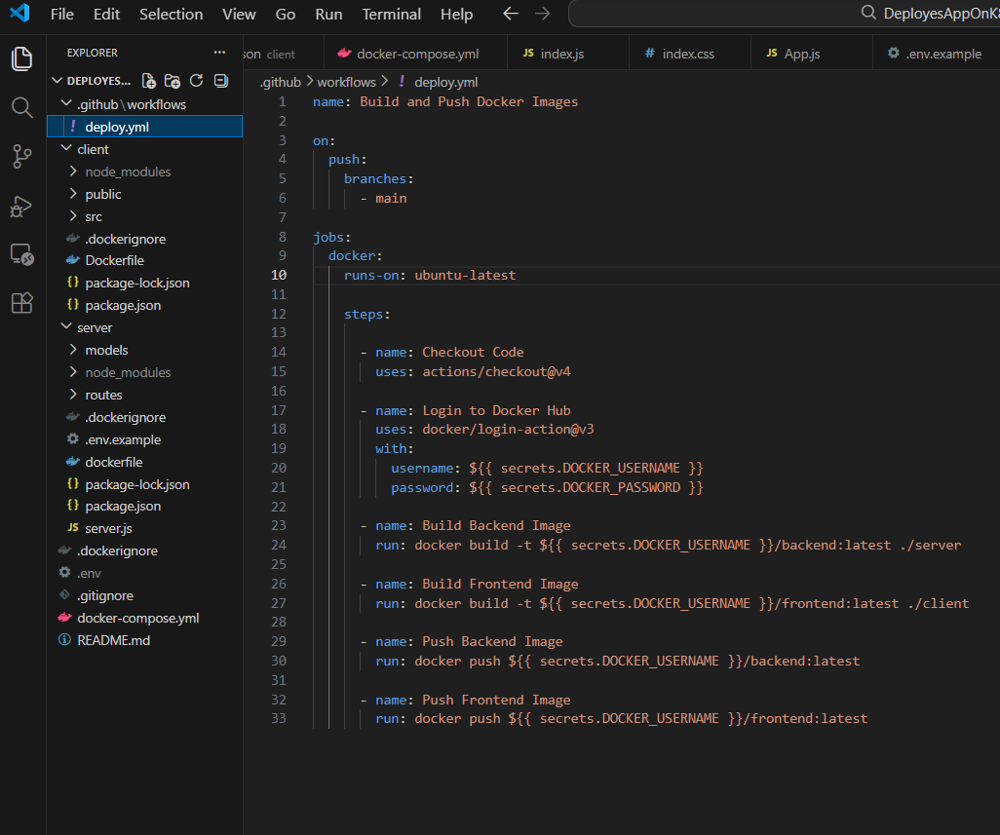 File Edit Selection View Go Run Terminal Help
DeployesAppOnK8
EXPLORER
DEPLOYES...
.github\workflows
! deploy.yml
client
node_modules
public
src
.dockerignore
Dockerfile
{} package-lock.json
{} package.json
server
models
node_modules
routes
.dockerignore
.env.example
dockerfile
{} package-lock.json
{} package.json
JS server.js
.dockerignore
.env
.gitignore
docker-compose.yml
README.md
son client
docker-compose.yml
JS index.js
# index.css
JS App.js
.env.example
.github > workflows > ! deploy.yml
1 name: Build and Push Docker Images
2
3 on:
4 push:
5 branches:
6 - main
7
8 jobs:
9 docker:
10 runs-on: ubuntu-latest
11
12 steps:
13
14 - name: Checkout Code
15 uses: actions/checkout@v4
16
17 - name: Login to Docker Hub
18 uses: docker/login-action@v3
19 with:
20 username: ${{ secrets.DOCKER_USERNAME }}
21 password: ${{ secrets.DOCKER_PASSWORD }}
22
23 - name: Build Backend Image
24 run: docker build -t ${{ secrets.DOCKER_USERNAME }}/backend:latest ./server
25
26 - name: Build Frontend Image
27 run: docker build -t ${{ secrets.DOCKER_USERNAME }}/frontend:latest ./client
28
29 - name: Push Backend Image
30 run: docker push ${{ secrets.DOCKER_USERNAME }}/backend:latest
31
32 - name: Push Frontend Image
33 run: docker push ${{ secrets.DOCKER_USERNAME }}/frontend:latest